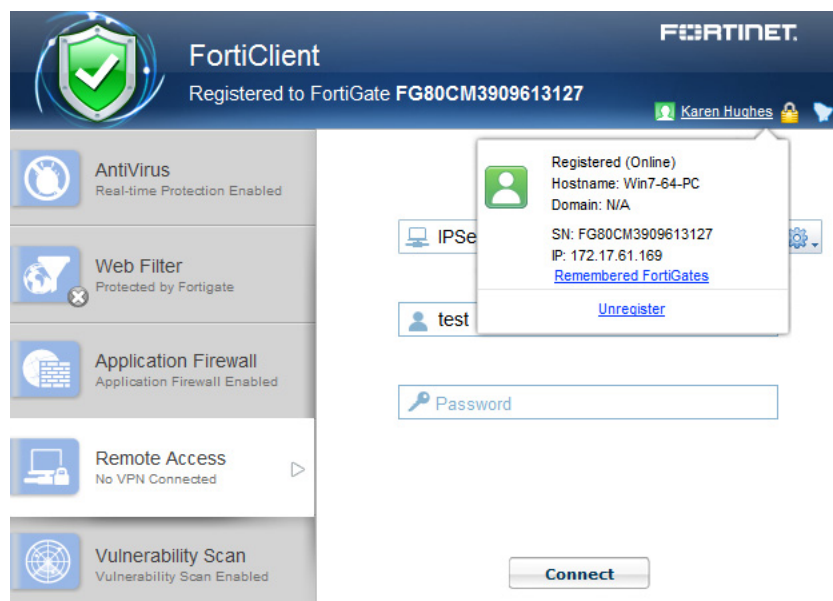 FORTINET.
FortiClient
Registered to FortiGate FG80CM3909613127
Karen Hughes
AntiVirus
Real-time Protection Enabled
Web Filter
Protected by Fortigate
Application Firewall
Application Firewall Enabled
Remote Access
No VPN Connected
Vulnerability Scan
Vulnerability Scan Enabled
Registered (Online)
Hostname: Win7-64-PC
Domain: N/A
SN: FG80CM3909613127
IP: 172.17.61.169
Remembered FortiGates
Unregister
IPSe
test
Password
Connect